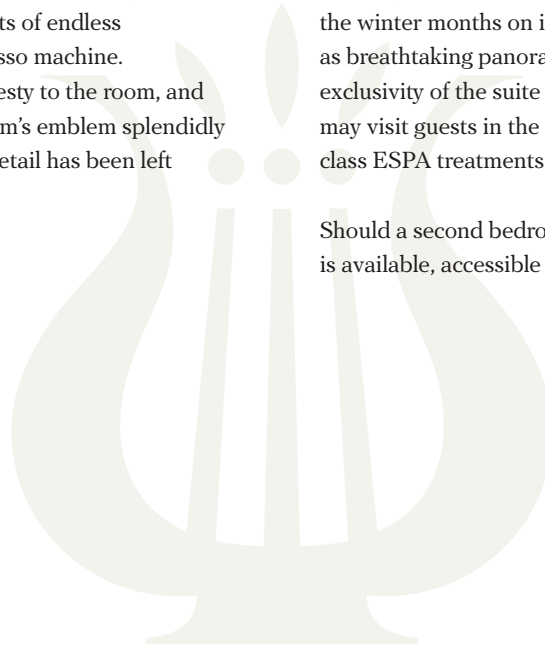 ts of endless
sso machine.
esty to the room, and
m’s emblem splendidly
etail has been left
the winter months on i
as breathtaking panora
exclusivity of the suite
may visit guests in the
class ESPA treatments
Should a second bedro
is available, accessible